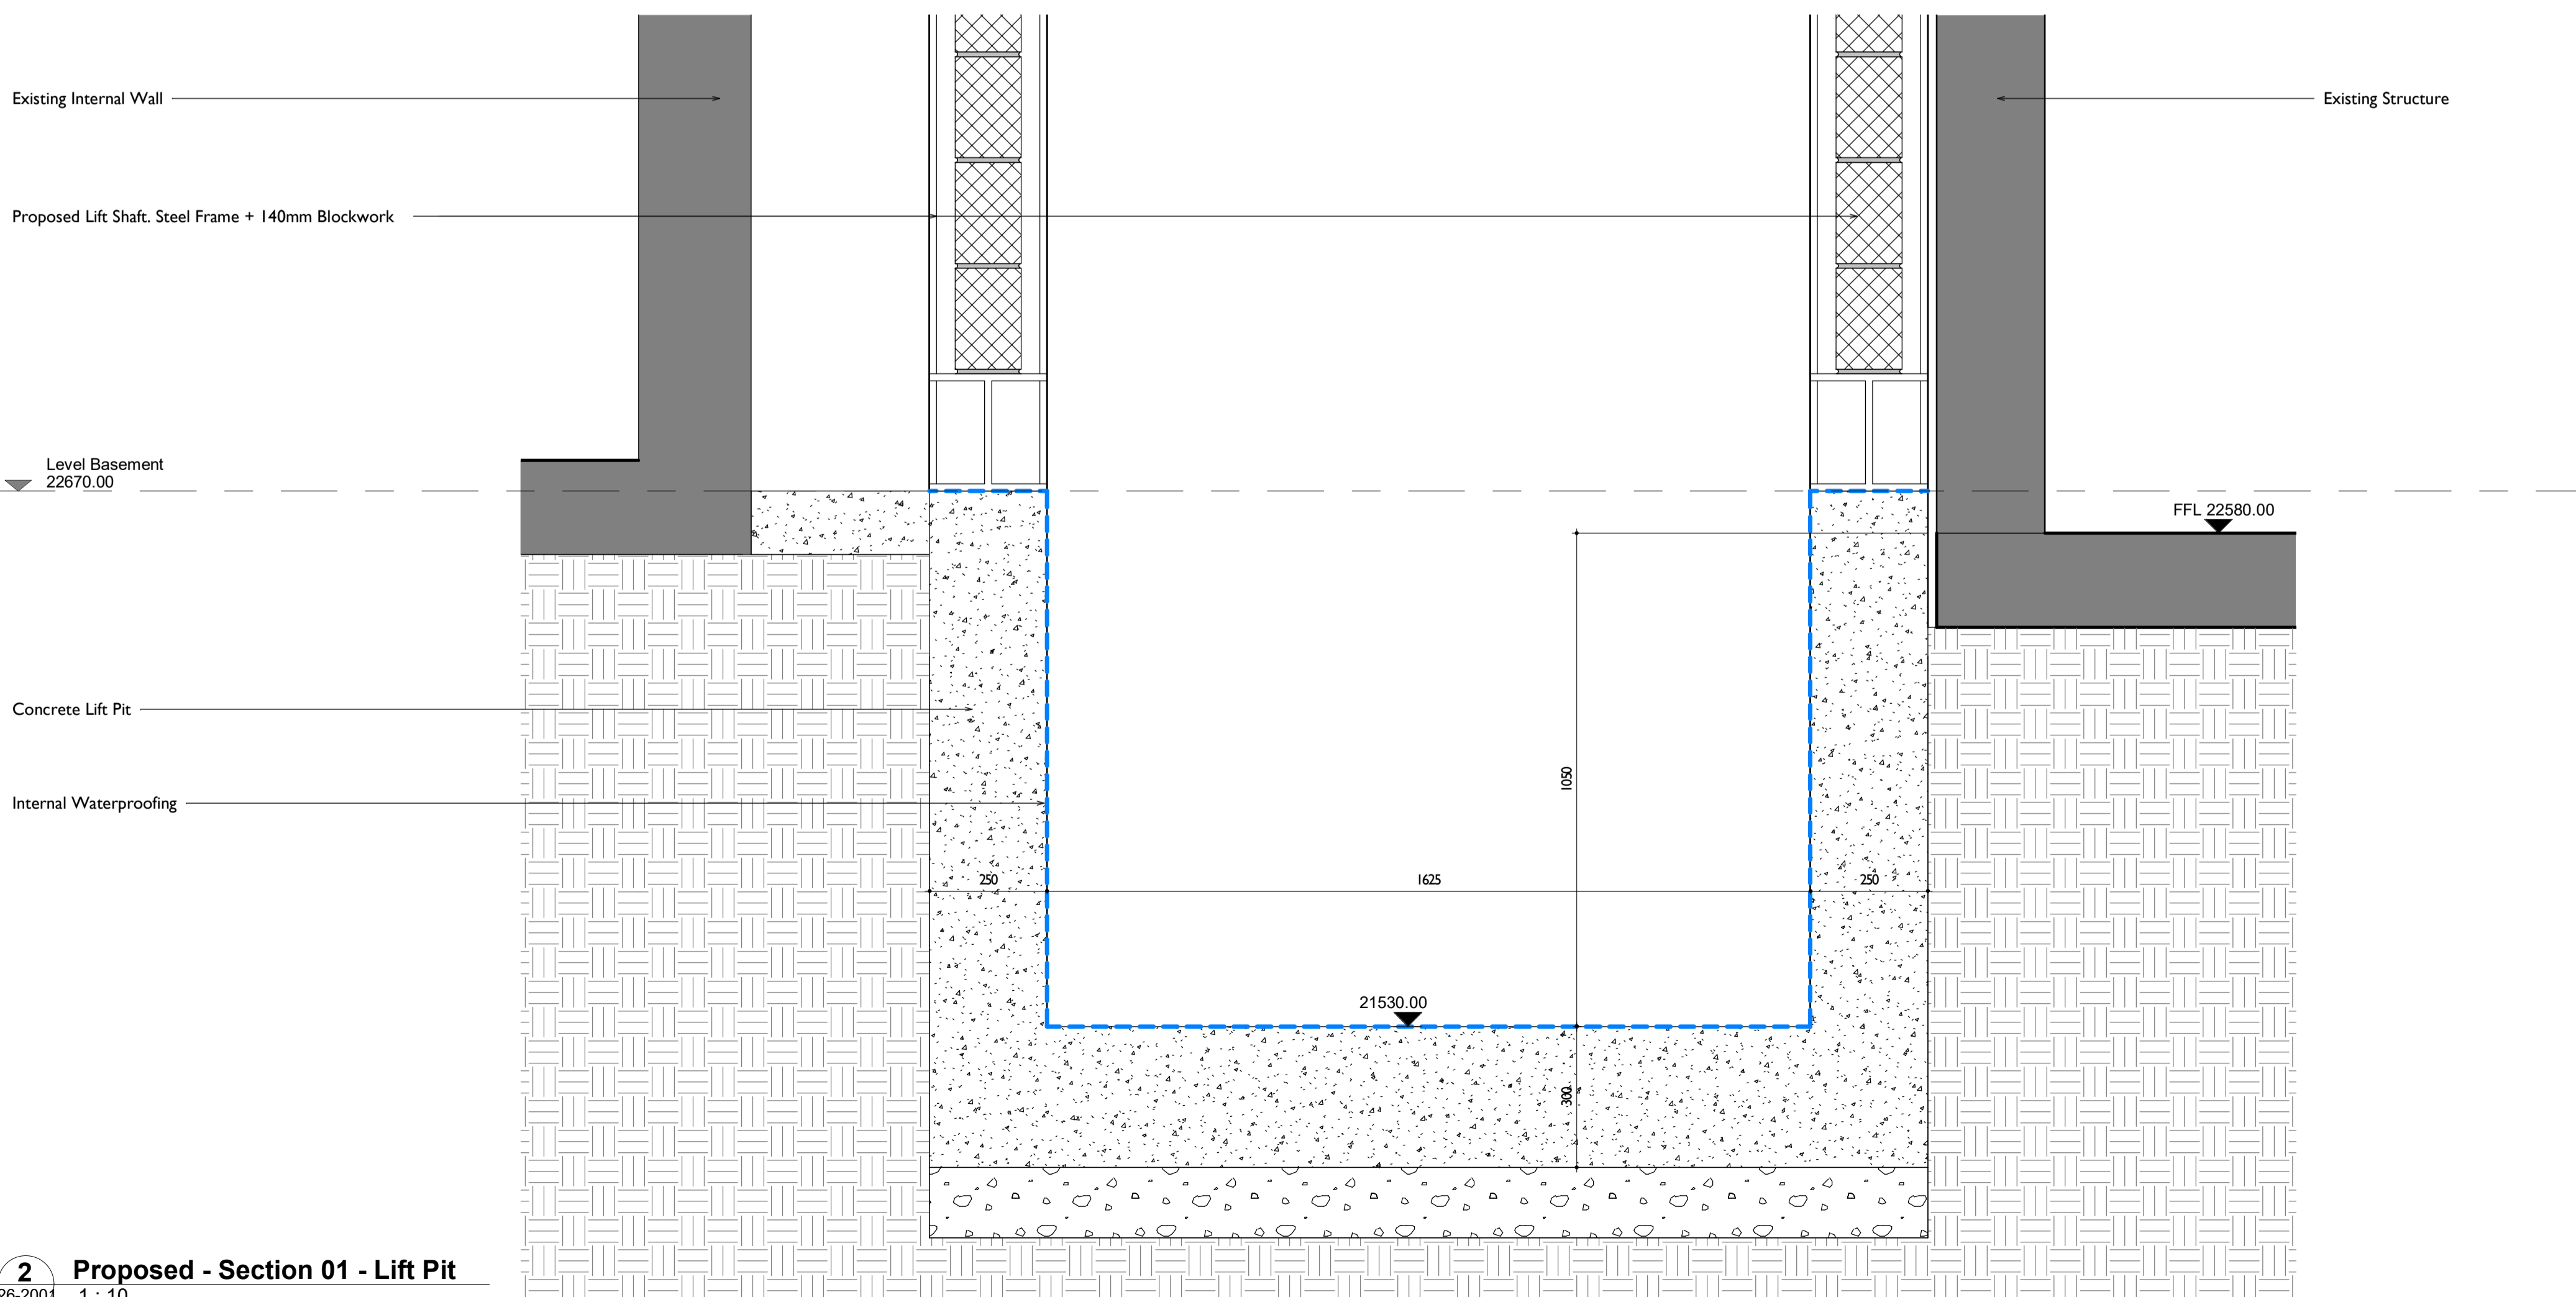 Existing Internal Wall
Existing Structure
Proposed Lift Shaft. Steel Frame + 140mm Blockwork
Level Basement
22670.00
FFL 22580.00
Concrete Lift Pit
1050
Internal Waterproofing
250
1625
250
21530.00
300
2
Proposed - Section 01 - Lift Pit
26-2001
1 : 10